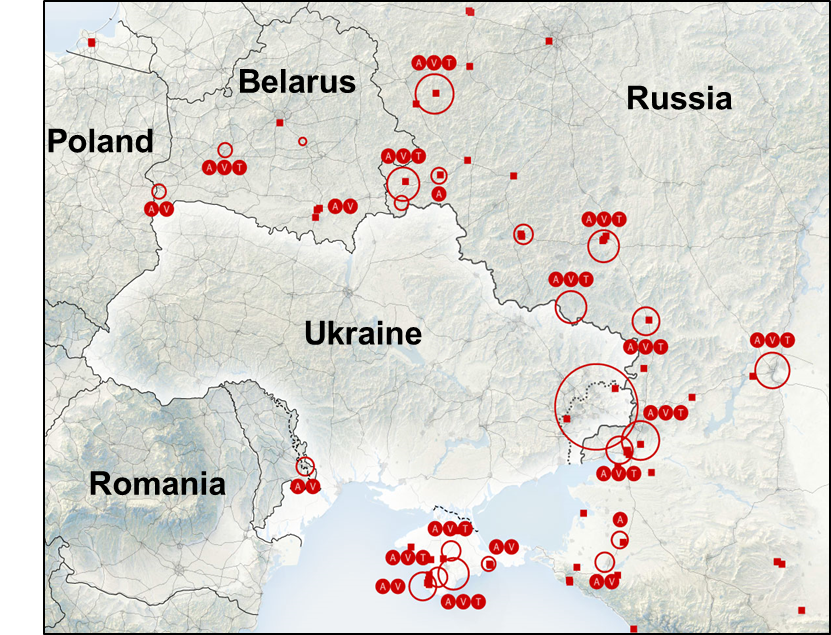 A V T
Belarus
Russia
Poland
A V T
A V T
A V
A V
A
A V T
A V T
Ukraine
A V T
A V T
A V T
A V T
Romania
A V
A
A V T
A V
A V T
A V
A V
A V T